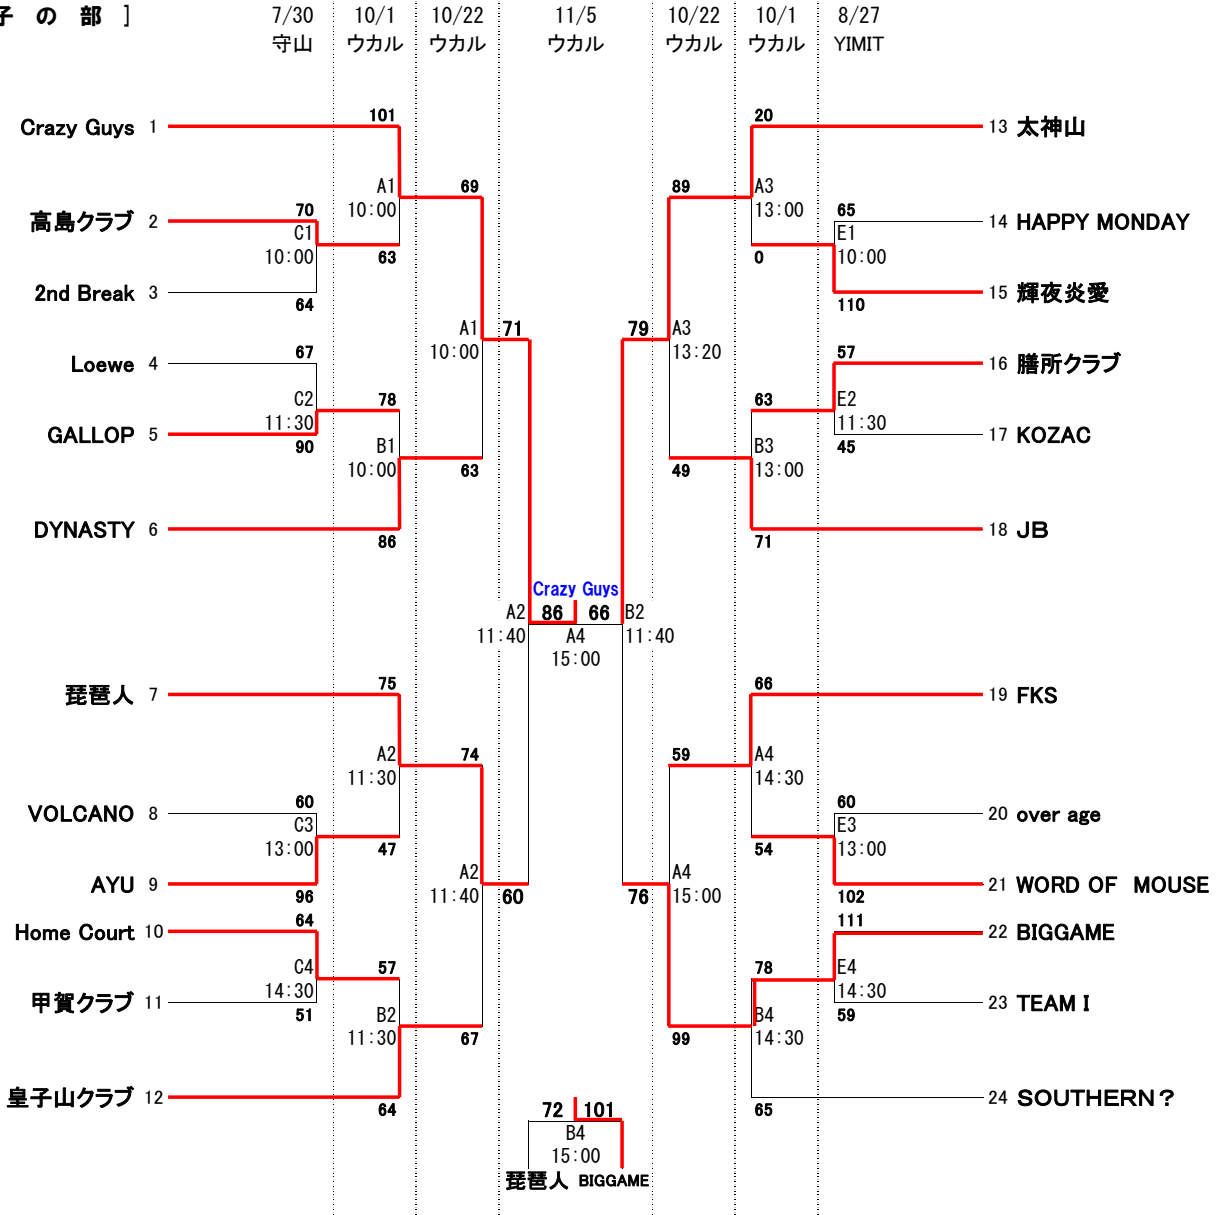 子 の 部 ]
7/30 10/1 10/22 11/5 10/22 10/1 8/27
守山 ウカル ウカル ウカル ウカル ウカル YIMIT
101 20
Crazy Guys 1 13 太神山
A1 69 89 A3
10:00 13:00
70 65
高島クラブ 2 14 HAPPY MONDAY
C1 E1
10:00 63 0 10:00
2nd Break 3 15 輝夜炎愛
64 110
A1 71 79 A3
10:00 13:20
67 57
Loewe 4 16 膳所クラブ
C2 78 63 E2
11:30 11:30
GALLOP 5 17 KOZAC
90 B1 B3 45
10:00 63 49 13:00
DYNASTY 6 18 JB
86 71
Crazy Guys
A2 86 66 B2
11:40 A4 11:40
15:00
75 66
琵琶人 7 19 FKS
A2 74 59 A4
11:30 14:30
60 60
VOLCANO 8 20 over age
C3 E3
13:00 47 54 13:00
A2 A4
AYU 9 21 WORD OF MOUSE
96 11:40 60 76 15:00 102
64 111
Home Court 10 22 BIGGAME
C4 57 78 E4
14:30 14:30
甲賀クラブ 11 23 TEAM I
51 B2 B4 59
11:30 67 99 14:30
皇子山クラブ 12 24 SOUTHERN？
64 72 101 65
B4
15:00
琵琶人 BIGGAME